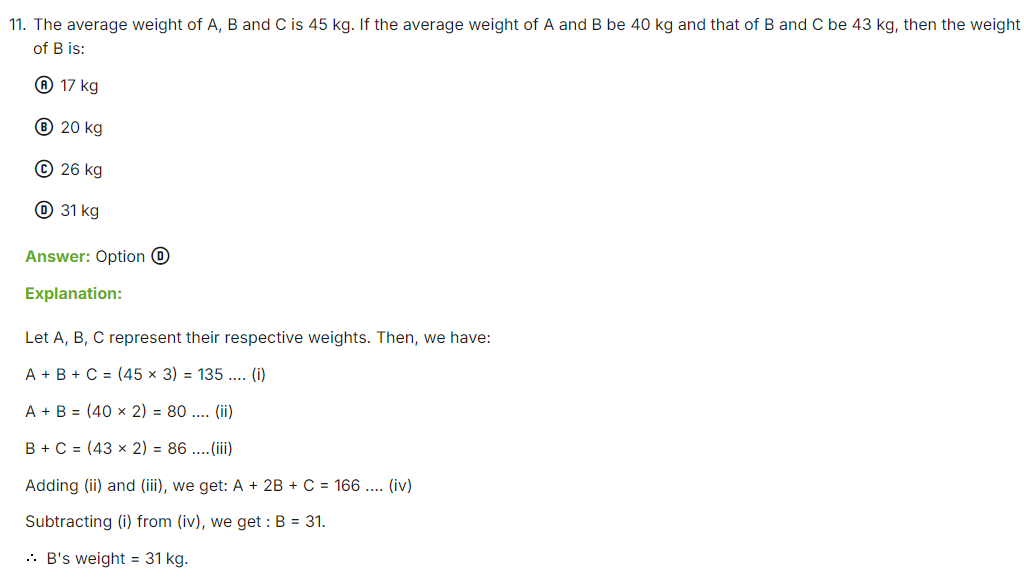 11. The average weight of A, B and C is 45 kg. If the average weight of A and B be 40 kg and that of B and C be 43 kg, then the weight
of B is:
Ⓐ 17 kg
Ⓑ 20 kg
Ⓒ 26 kg
Ⓓ 31 kg
Answer: Option Ⓓ
Explanation:
Let A, B, C represent their respective weights. Then, we have:
A + B + C = (45 × 3) = 135 .... (i)
A + B = (40 × 2) = 80 .... (ii)
B + C = (43 × 2) = 86 ....(iii)
Adding (ii) and (iii), we get: A + 2B + C = 166 .... (iv)
Subtracting (i) from (iv), we get : B = 31.
∴ B's weight = 31 kg.